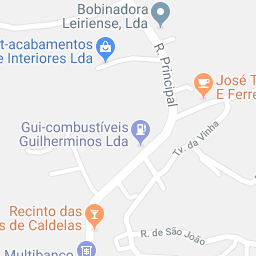 Bobinadora
Leiriense, Lda
t-acabamentos
e Interiores Lda
R. Principal
José T
E Ferre
Gui-combustíveis
Guilherminos Lda
Tv. da Vinha
Recinto das
s de Caldelas
R. de São João
Multibanco